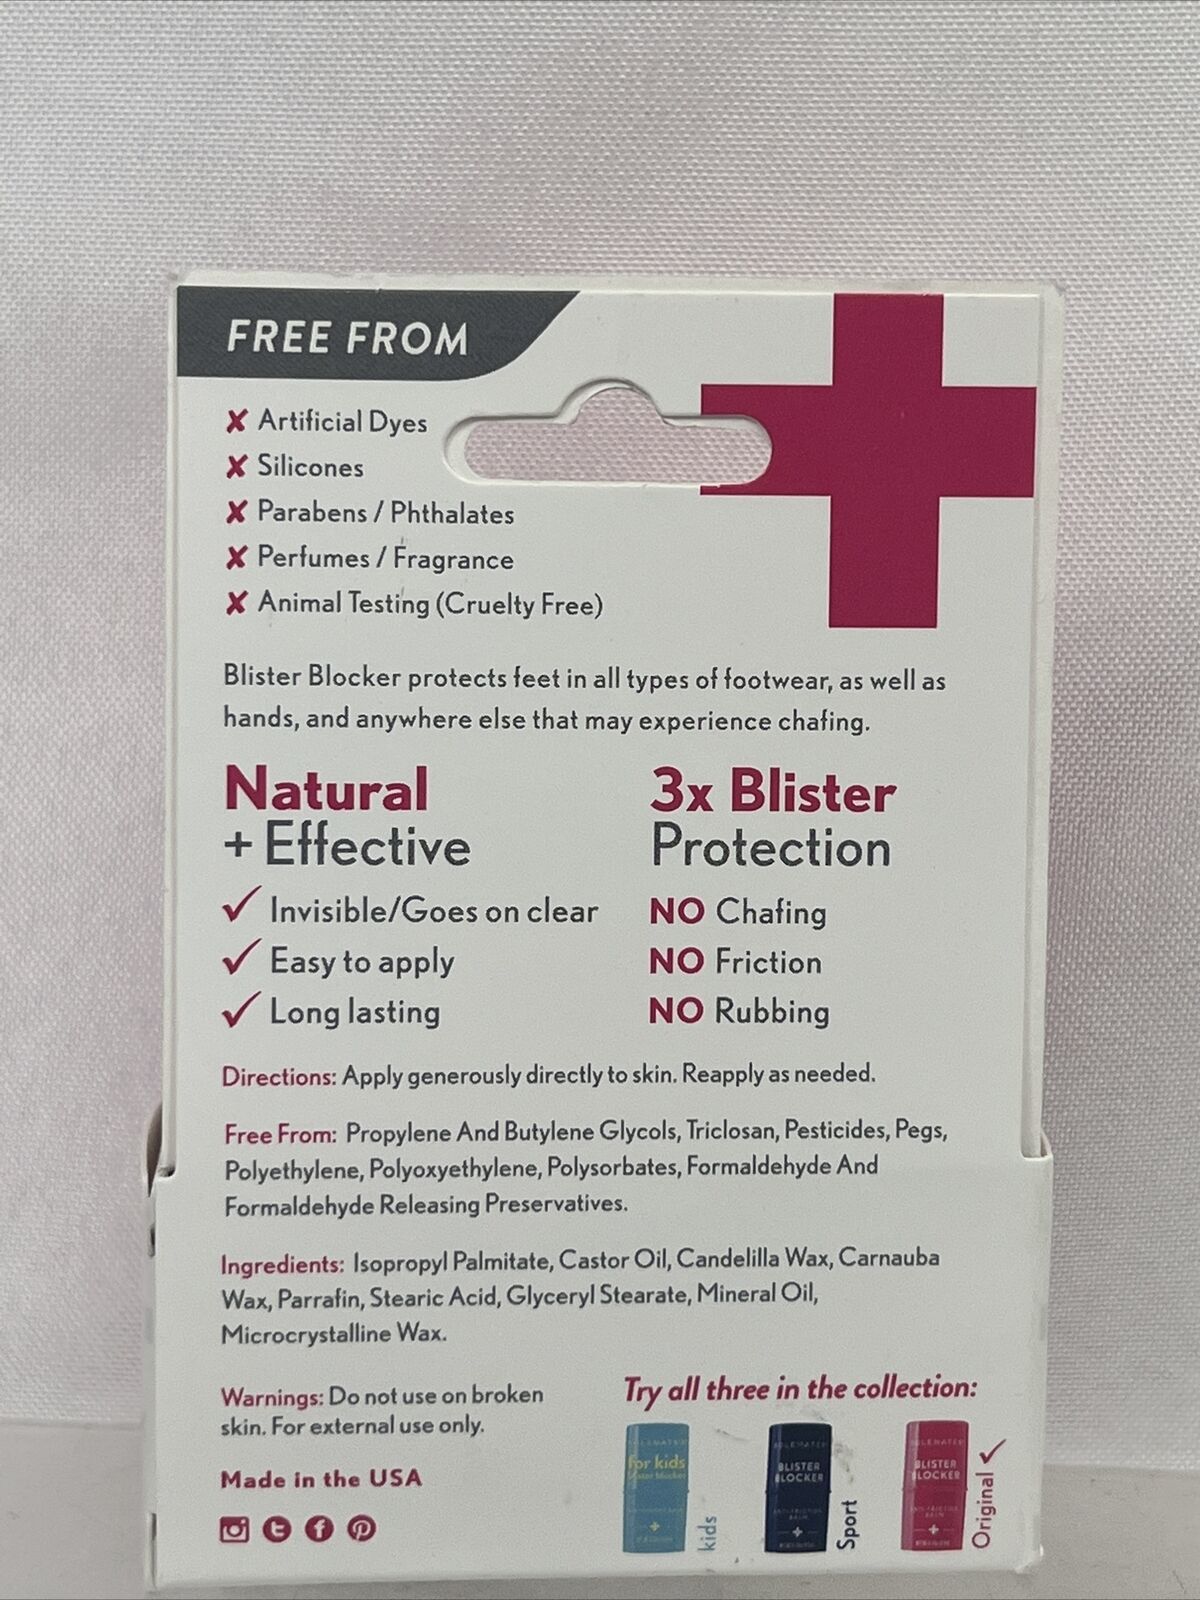 FREE FROM
✘ Artificial Dyes
✘ Silicones
✘ Parabens / Phthalates
✘ Perfumes / Fragrance
✘ Animal Testing (Cruelty Free)
Blister Blocker protects feet in all types of footwear, as well as
hands, and anywhere else that may experience chafing.
Natural
+ Effective
✓ Invisible/Goes on clear
✓ Easy to apply
✓ Long lasting
3x Blister
Protection
NO Chafing
NO Friction
NO Rubbing
Directions: Apply generously directly to skin. Reapply as needed.
Free From: Propylene And Butylene Glycols, Triclosan, Pesticides, Pegs,
Polyethylene, Polyoxyethylene, Polysorbates, Formaldehyde And
Formaldehyde Releasing Preservatives.
Ingredients: Isopropyl Palmitate, Castor Oil, Candelilla Wax, Carnauba
Wax, Parrafin, Stearic Acid, Glyceryl Stearate, Mineral Oil,
Microcrystalline Wax.
Warnings: Do not use on broken
skin. For external use only.
Made in the USA
Try all three in the collection:
for kids
kids
BLISTER
BLOCKER
Sport
BLISTER
BLOCKER
Original ✓